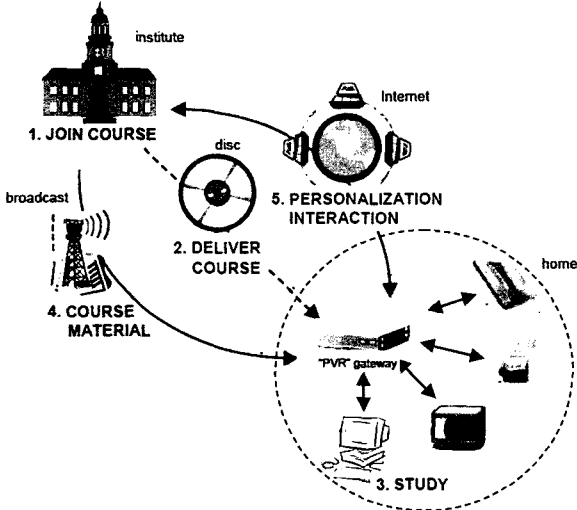 institute
Internet
1. JOIN COURSE
disc
broadcast
5. PERSONALIZATION
INTERACTION
2. DELIVER
COURSE
home
4. COURSE
MATERIAL
"PVR" gateway
3. STUDY